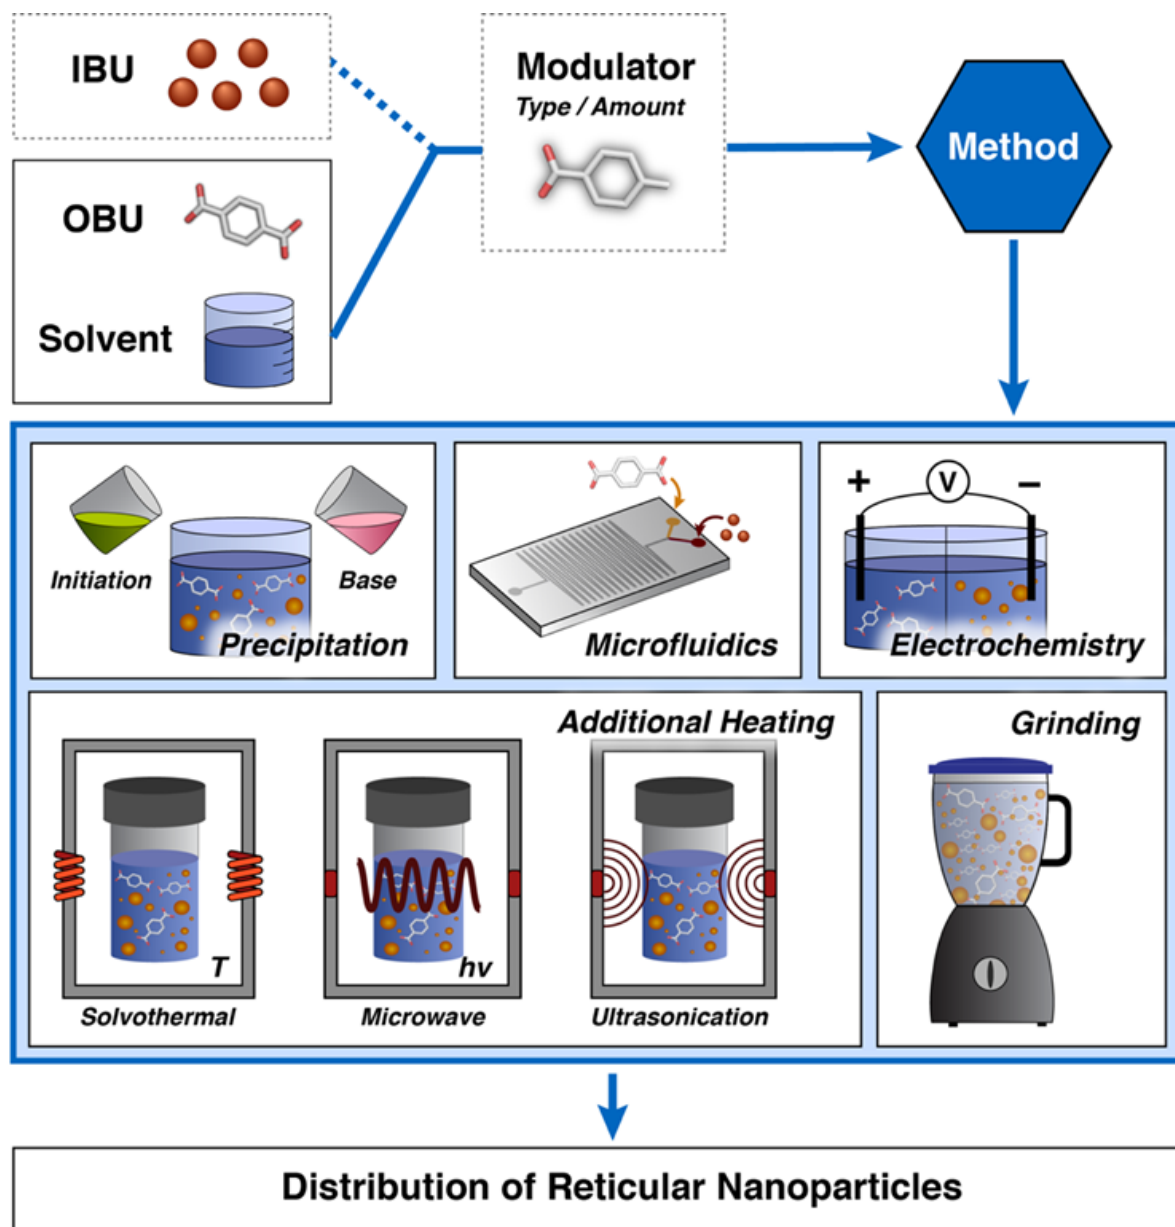 IBU
OBU
Solvent
Modulator
Type / Amount
Method
Initiation
Base
Precipitation
Microfluidics
+
V
−
Electrochemistry
Additional Heating
T
Solvothermal
hν
Microwave
Ultrasonication
Grinding
Distribution of Reticular Nanoparticles